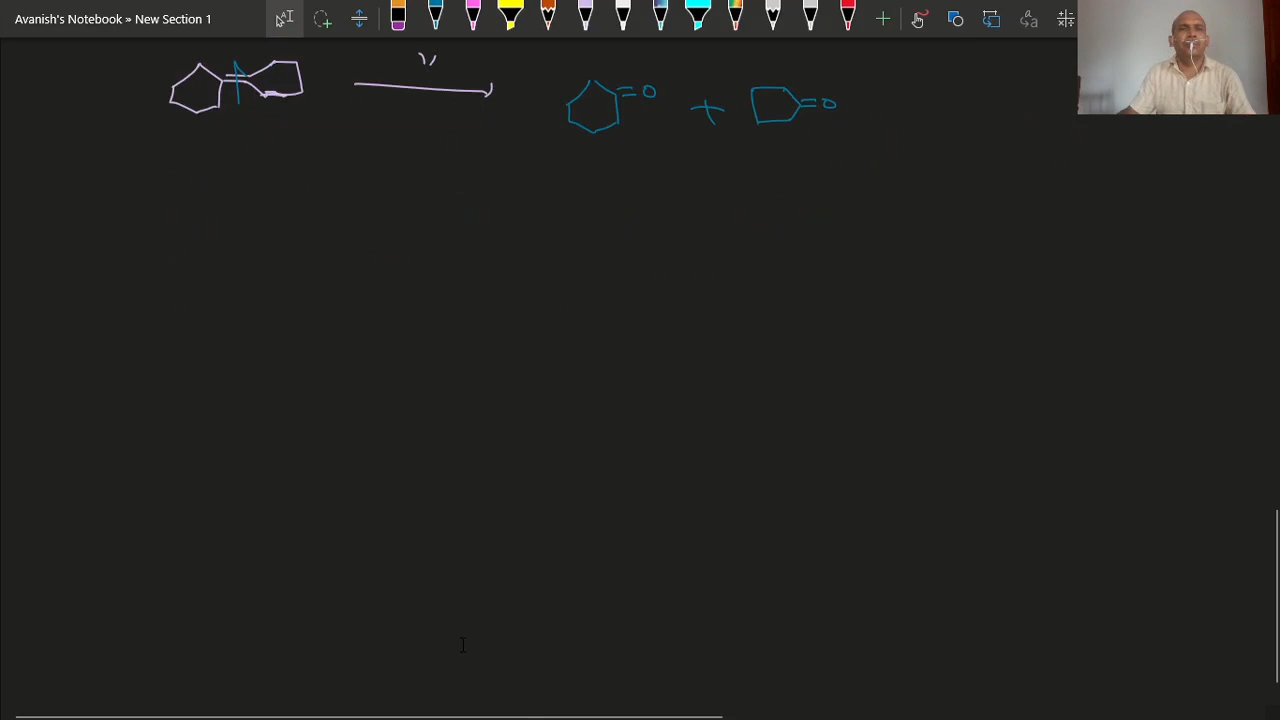 Avanish's Notebook » New Section 1
"
=O + =O